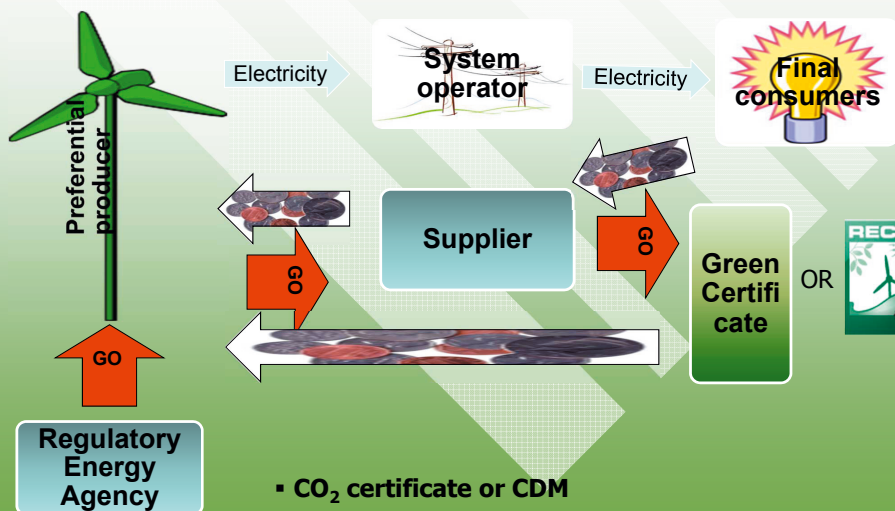 Electricity
System
operator
Electricity
Final
consumers
Preferential
producer
GO
Supplier
GO
Green
Certifi
cate
OR
REC
GO
Regulatory
Energy
Agency
▪ CO₂ certificate or CDM